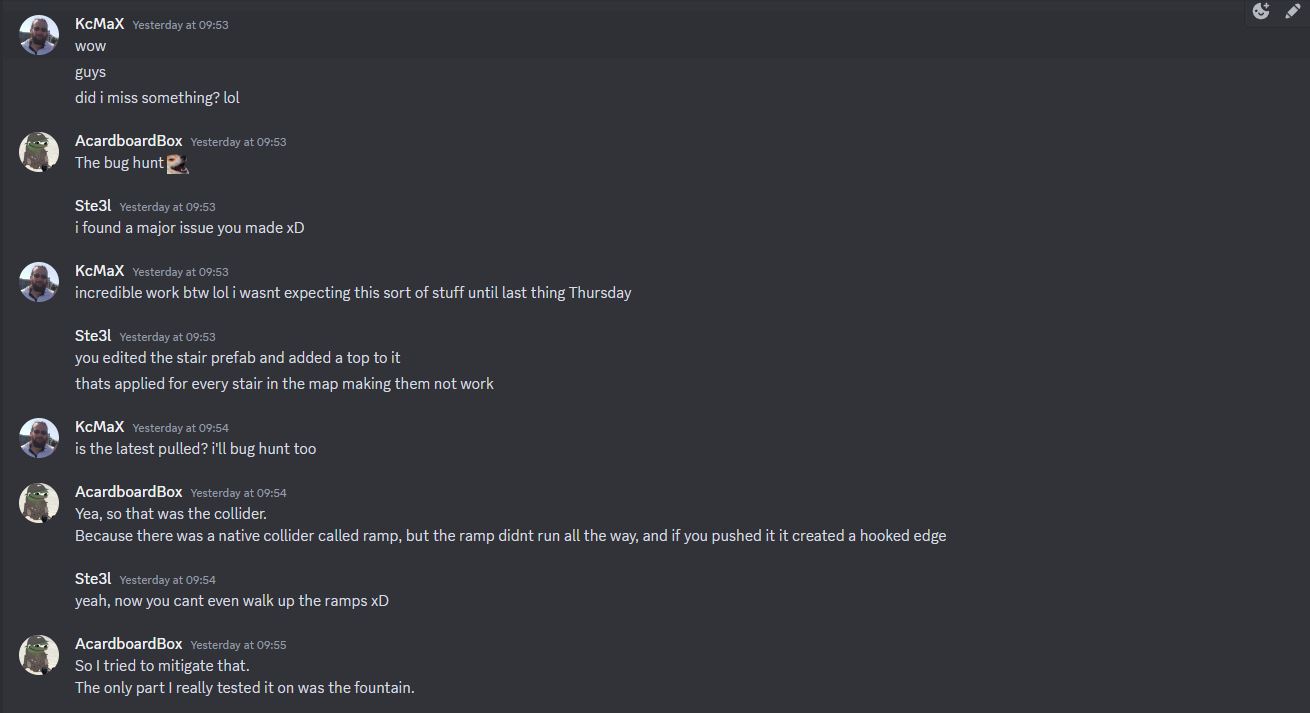 KcMaX Yesterday at 09:53
wow
guys
did i miss something? lol
AcardboardBox Yesterday at 09:53
The bug hunt
Ste3l Yesterday at 09:53
i found a major issue you made xD
KcMaX Yesterday at 09:53
incredible work btw lol i wasnt expecting this sort of stuff until last thing Thursday
Ste3l Yesterday at 09:53
you edited the stair prefab and added a top to it
thats applied for every stair in the map making them not work
KcMaX Yesterday at 09:54
is the latest pulled? i'll bug hunt too
AcardboardBox Yesterday at 09:54
Yea, so that was the collider.
Because there was a native collider called ramp, but the ramp didnt run all the way, and if you pushed it it created a hooked edge
Ste3l Yesterday at 09:54
yeah, now you cant even walk up the ramps xD
AcardboardBox Yesterday at 09:55
So I tried to mitigate that.
The only part I really tested it on was the fountain.